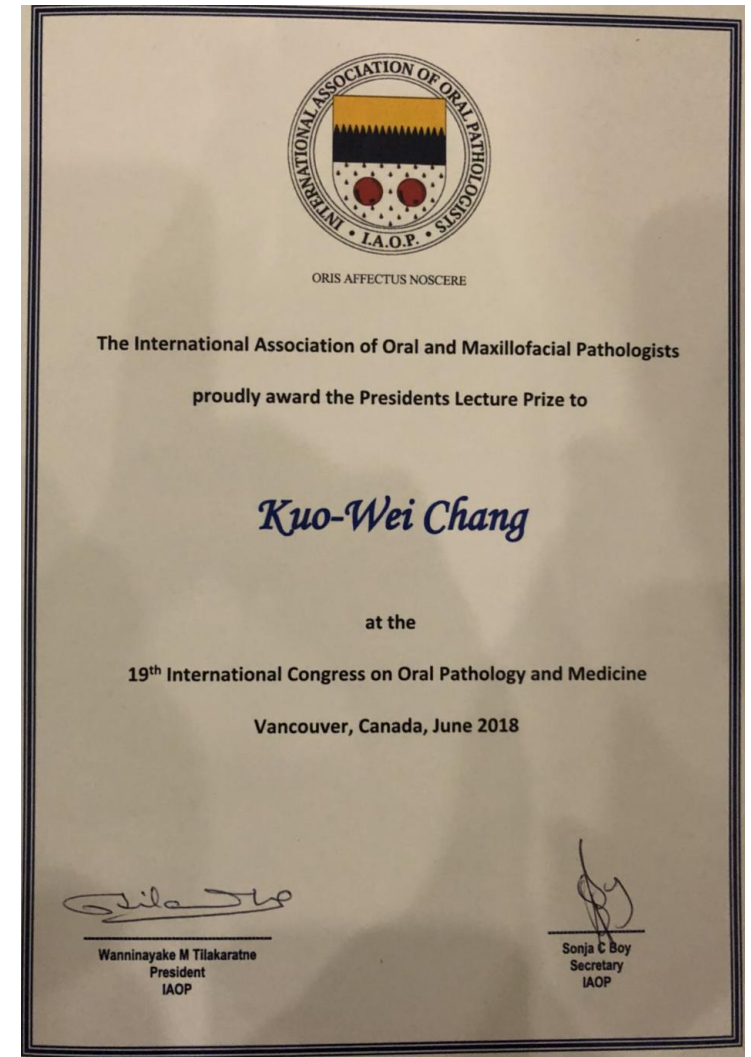 INTERNATIONAL ASSOCIATION OF ORAL PATHOLOGISTS
• I.A.O.P. •
ORIS AFFECTUS NOSCERE
The International Association of Oral and Maxillofacial Pathologists
proudly award the Presidents Lecture Prize to
Kuo-Wei Chang
at the
19th International Congress on Oral Pathology and Medicine
Vancouver, Canada, June 2018
Wanninayake M Tilakaratne
President
IAOP
Sonja C Boy
Secretary
IAOP